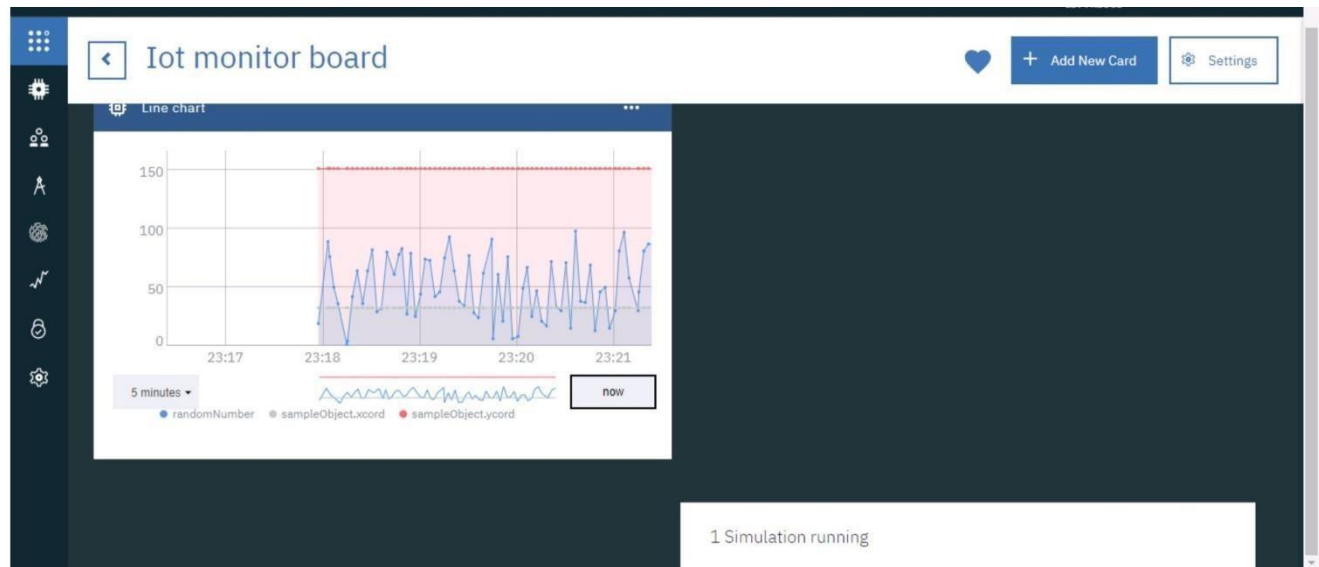 Iot monitor board
+ Add New Card
Settings
Line chart
150
100
50
0
23:17 23:18 23:19 23:20 23:21
5 minutes
now
randomNumber sampleObject.xcord sampleObject.ycord
1 Simulation running